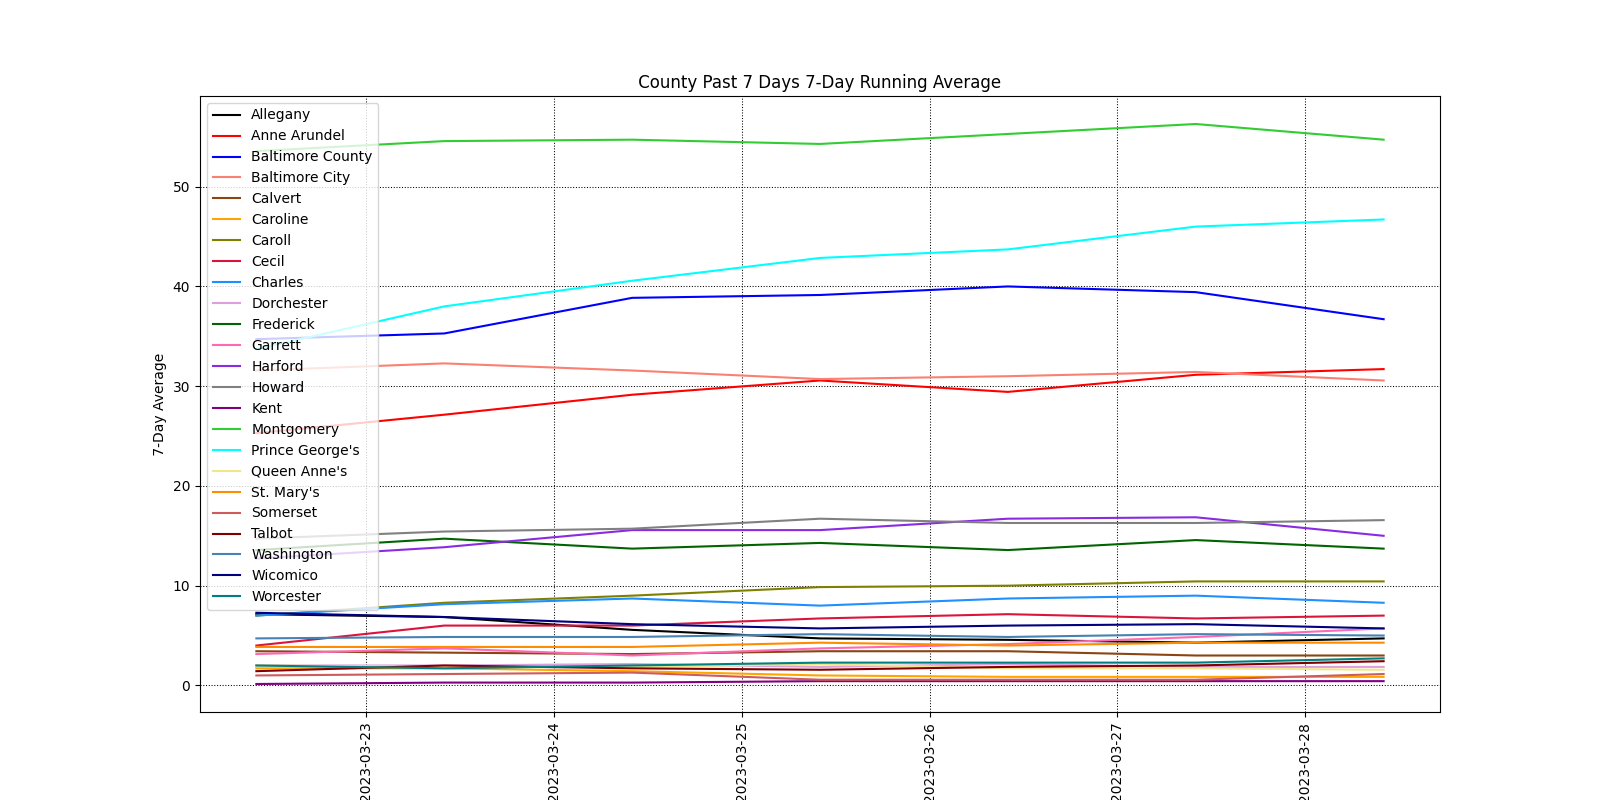 County Past 7 Days 7-Day Running Average
Allegany
Anne Arundel
Baltimore County
Baltimore City
Calvert
Caroline
Caroll
Cecil
Charles
Dorchester
Frederick
Garrett
Harford
Howard
Kent
Montgomery
Prince George's
Queen Anne's
St. Mary's
Somerset
Talbot
Washington
Wicomico
Worcester
7-Day Average
50
40
30
20
10
0
2023-03-23
2023-03-24
2023-03-25
2023-03-26
2023-03-27
2023-03-28